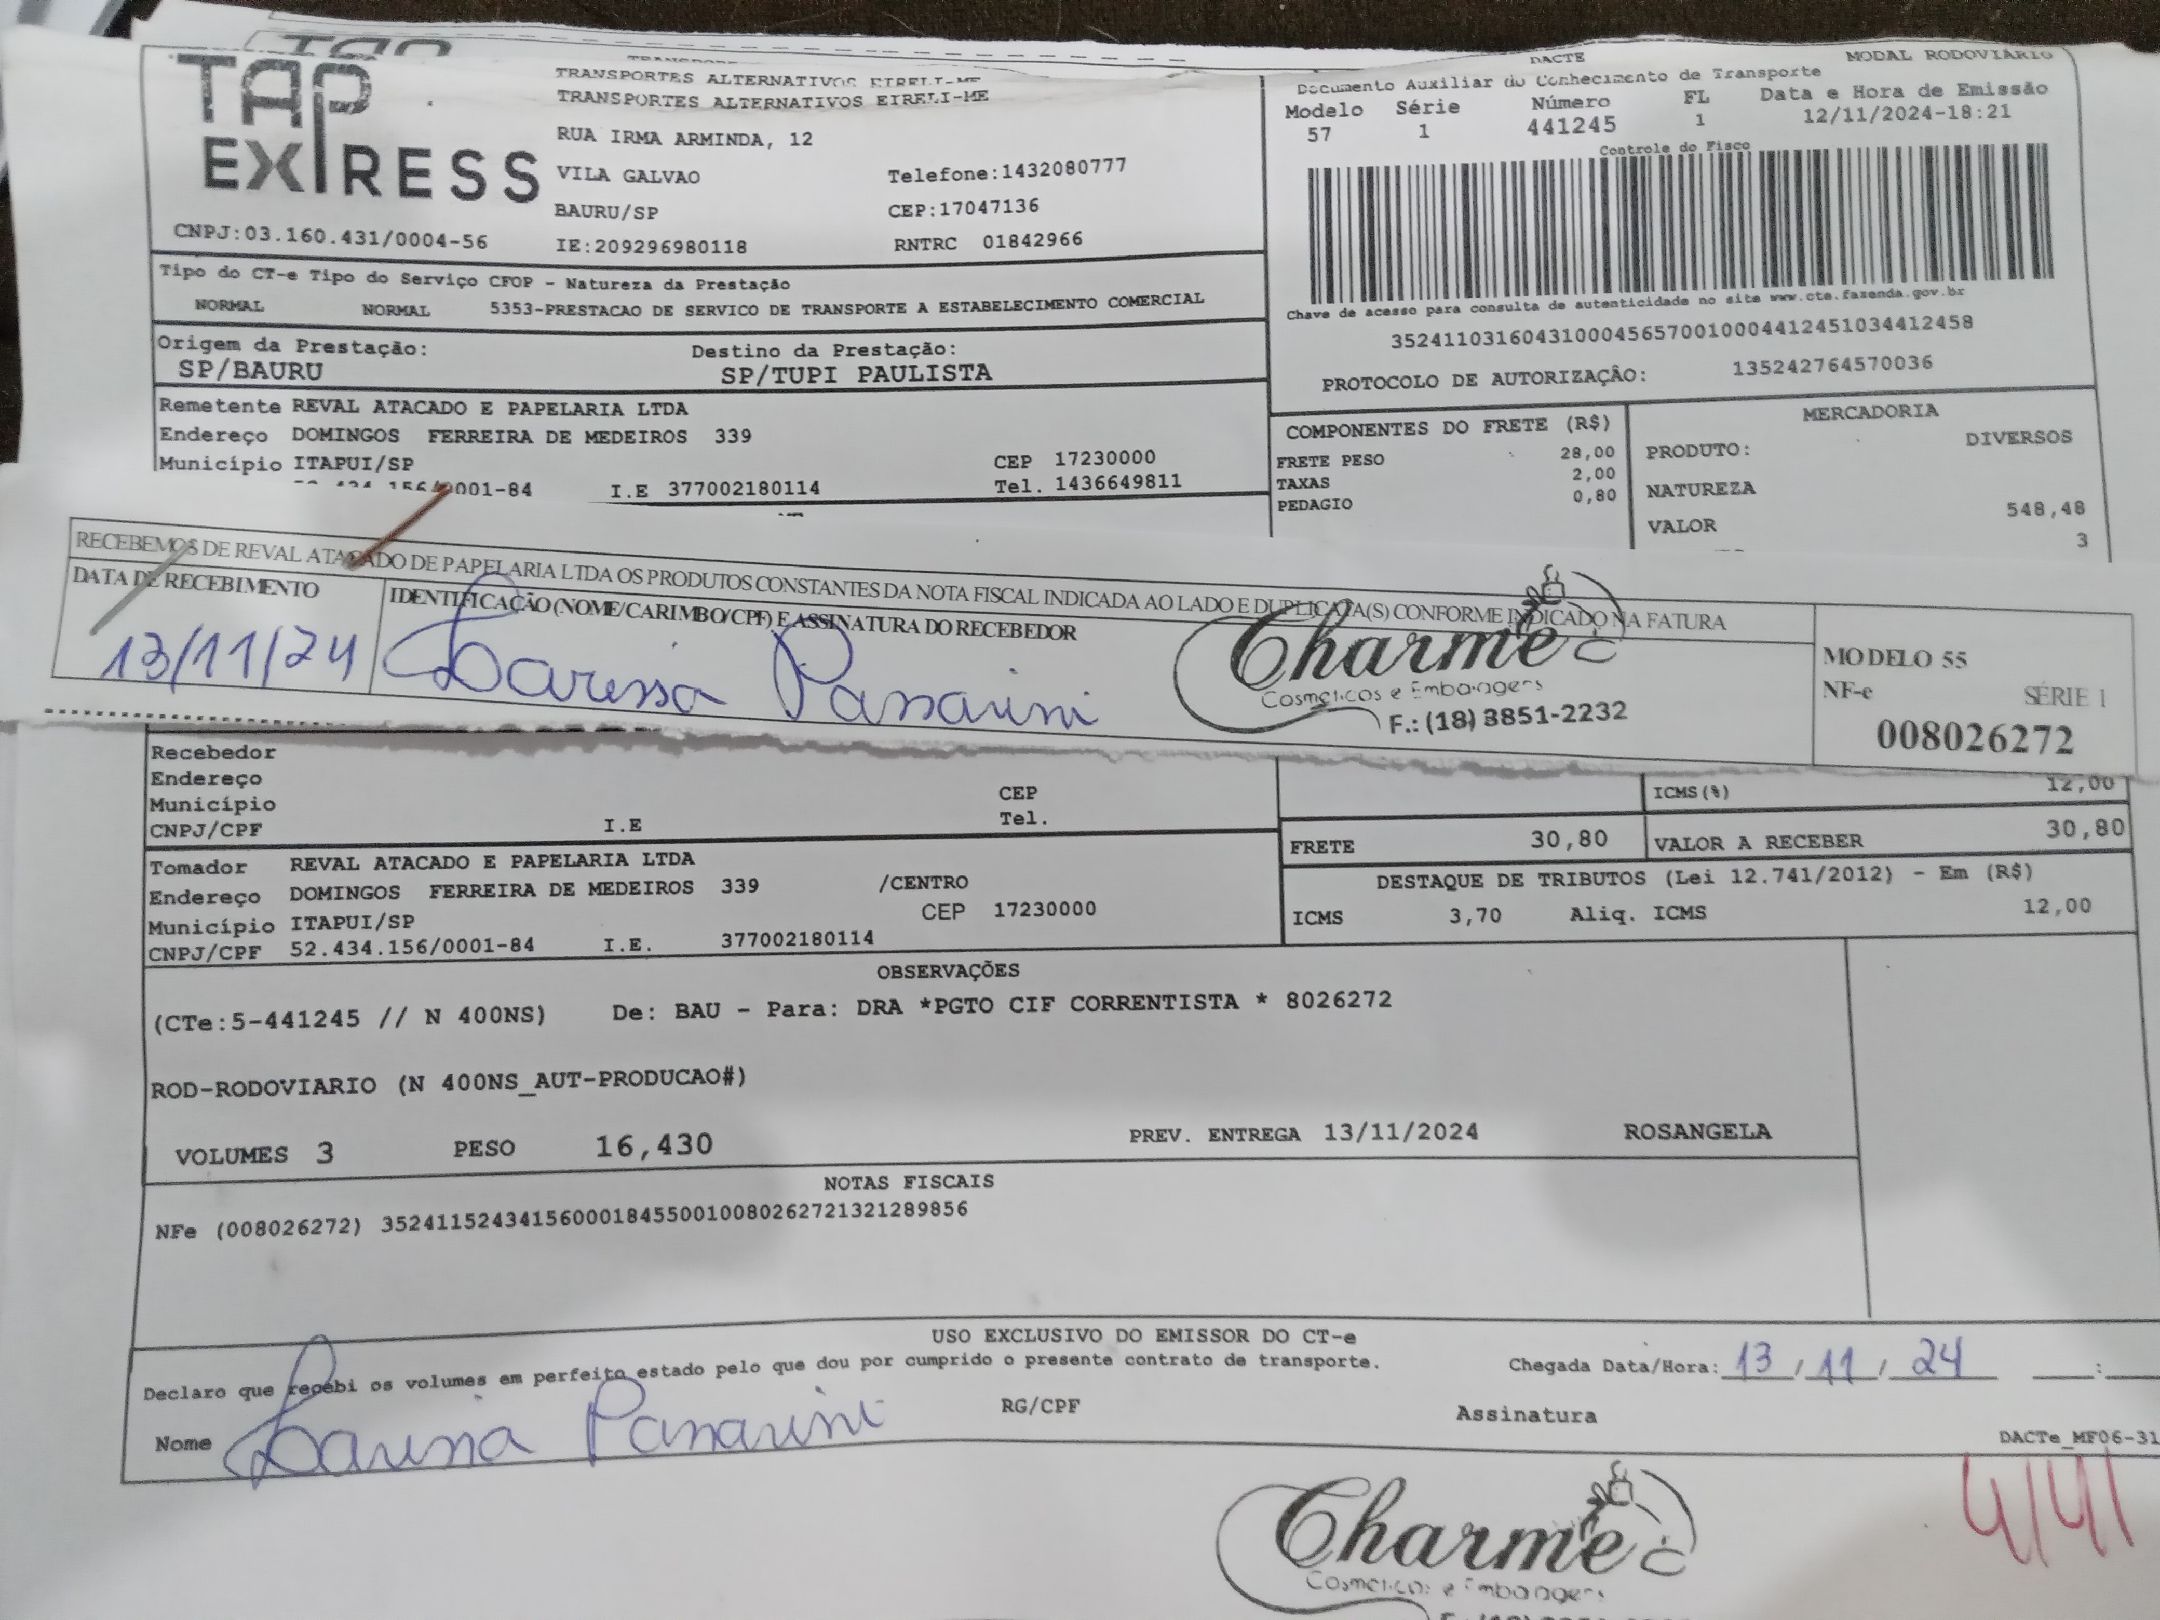 TAP
EXPRESS
CNPJ:03.160.431/0004-56
TRANSPORTES ALTERNATIVOS EIRELI-ME
TRANSPORTES ALTERNATIVOS EIRELI-ME
RUA IRMA ARMINDA, 12
VILA GALVAO Telefone:1432080777
BAURU/SP CEP:17047136
IE:209296980118 RNTRC 01842966
DACTE MODAL RODOVIÁRIO
Documento Auxiliar do Conhecimento de Transporte
Modelo Série Número FL Data e Hora de Emissão
57 1 441245 1 12/11/2024-18:21
Controle do Fisco
Chave de acesso para consulta de autenticidade no site www.cte.fazenda.gov.br
35241103160431000456570010004412451034412458
PROTOCOLO DE AUTORIZAÇÃO: 135242764570036
Tipo do CT-e Tipo do Serviço CFOP - Natureza da Prestação
NORMAL NORMAL 5353-PRESTACAO DE SERVICO DE TRANSPORTE A ESTABELECIMENTO COMERCIAL
Origem da Prestação: Destino da Prestação:
SP/BAURU SP/TUPI PAULISTA
Remetente REVAL ATACADO E PAPELARIA LTDA
Endereço DOMINGOS FERREIRA DE MEDEIROS 339
Município ITAPUI/SP CEP 17230000
52.434.156/0001-84 I.E 377002180114 Tel. 1436649811
COMPONENTES DO FRETE (R$)
FRETE PESO 28,00
TAXAS 2,00
PEDAGIO 0,80
MERCADORIA
PRODUTO: DIVERSOS
NATUREZA
VALOR 548,48
3
RECEBEMOS DE REVAL ATACADO DE PAPELARIA LTDA OS PRODUTOS CONSTANTES DA NOTA FISCAL INDICADA AO LADO E DUPLICATA(S) CONFORME INDICADO NA FATURA
DATA DE RECEBIMENTO IDENTIFICAÇÃO (NOME/CARIMBO/CPF) E ASSINATURA DO RECEBEDOR
13/11/24 Larissa Panarini
Charme
Cosméticos e Embalagens
F.: (18) 3851-2232
MODELO 55
NF-e SÉRIE 1
008026272
Recebedor
Endereço
Município CEP
CNPJ/CPF I.E Tel.
ICMS(%) 12,00
FRETE 30,80 VALOR A RECEBER 30,80
Tomador REVAL ATACADO E PAPELARIA LTDA
Endereço DOMINGOS FERREIRA DE MEDEIROS 339 /CENTRO
Município ITAPUI/SP CEP 17230000
CNPJ/CPF 52.434.156/0001-84 I.E. 377002180114
DESTAQUE DE TRIBUTOS (Lei 12.741/2012) - Em (R$)
ICMS 3,70 Aliq. ICMS 12,00
OBSERVAÇÕES
(CTe:5-441245 // N 400NS) De: BAU - Para: DRA *PGTO CIF CORRENTISTA * 8026272
ROD-RODOVIARIO (N 400NS_AUT-PRODUCAO#)
VOLUMES 3 PESO 16,430 PREV. ENTREGA 13/11/2024 ROSANGELA
NOTAS FISCAIS
NFe (008026272) 35241152434156000184550010080262721321289856
USO EXCLUSIVO DO EMISSOR DO CT-e
Declaro que recebi os volumes em perfeito estado pelo que dou por cumprido o presente contrato de transporte. Chegada Data/Hora: 13/11/24 :
Nome Larissa Panarini RG/CPF Assinatura
DACTe_MF06-31
Charme
Cosméticos e Embalagens